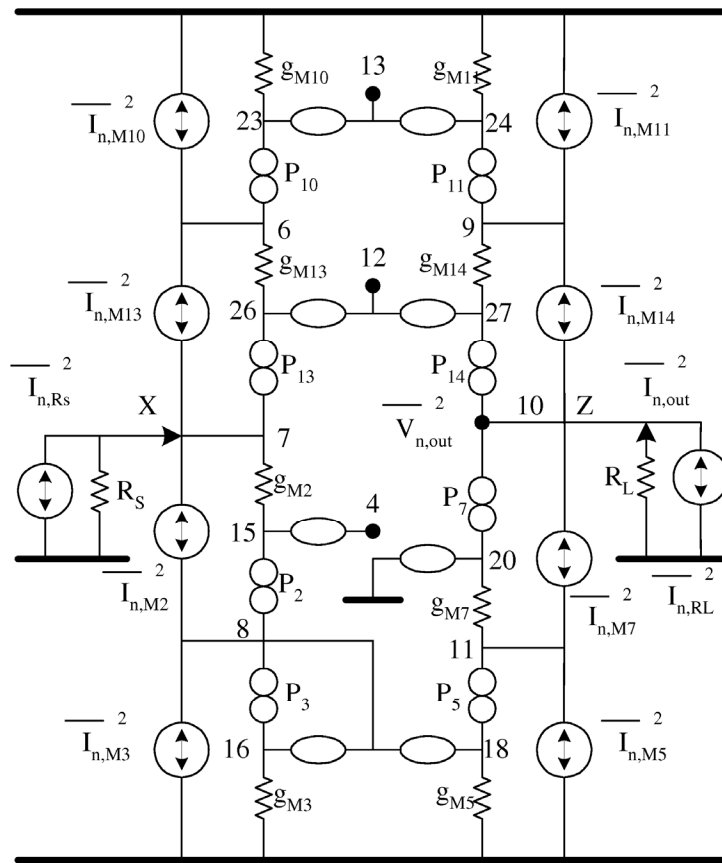 g_M10 13 g_M11
I_n,M10^2 23 24 I_n,M11^2
P_10 P_11
6 9
I_n,M13^2 g_M13 12 g_M14 I_n,M14^2
26 27
I_n,Rs^2 P_13 P_14 I_n,out^2
X 7 V_n,out^2 10 Z
R_S g_M2 4 P_7 R_L
15 20
I_n,M2^2 P_2 g_M7 I_n,M7^2 I_n,RL^2
8 11
I_n,M3^2 P_3 P_5 I_n,M5^2
16 18
g_M3 g_M5